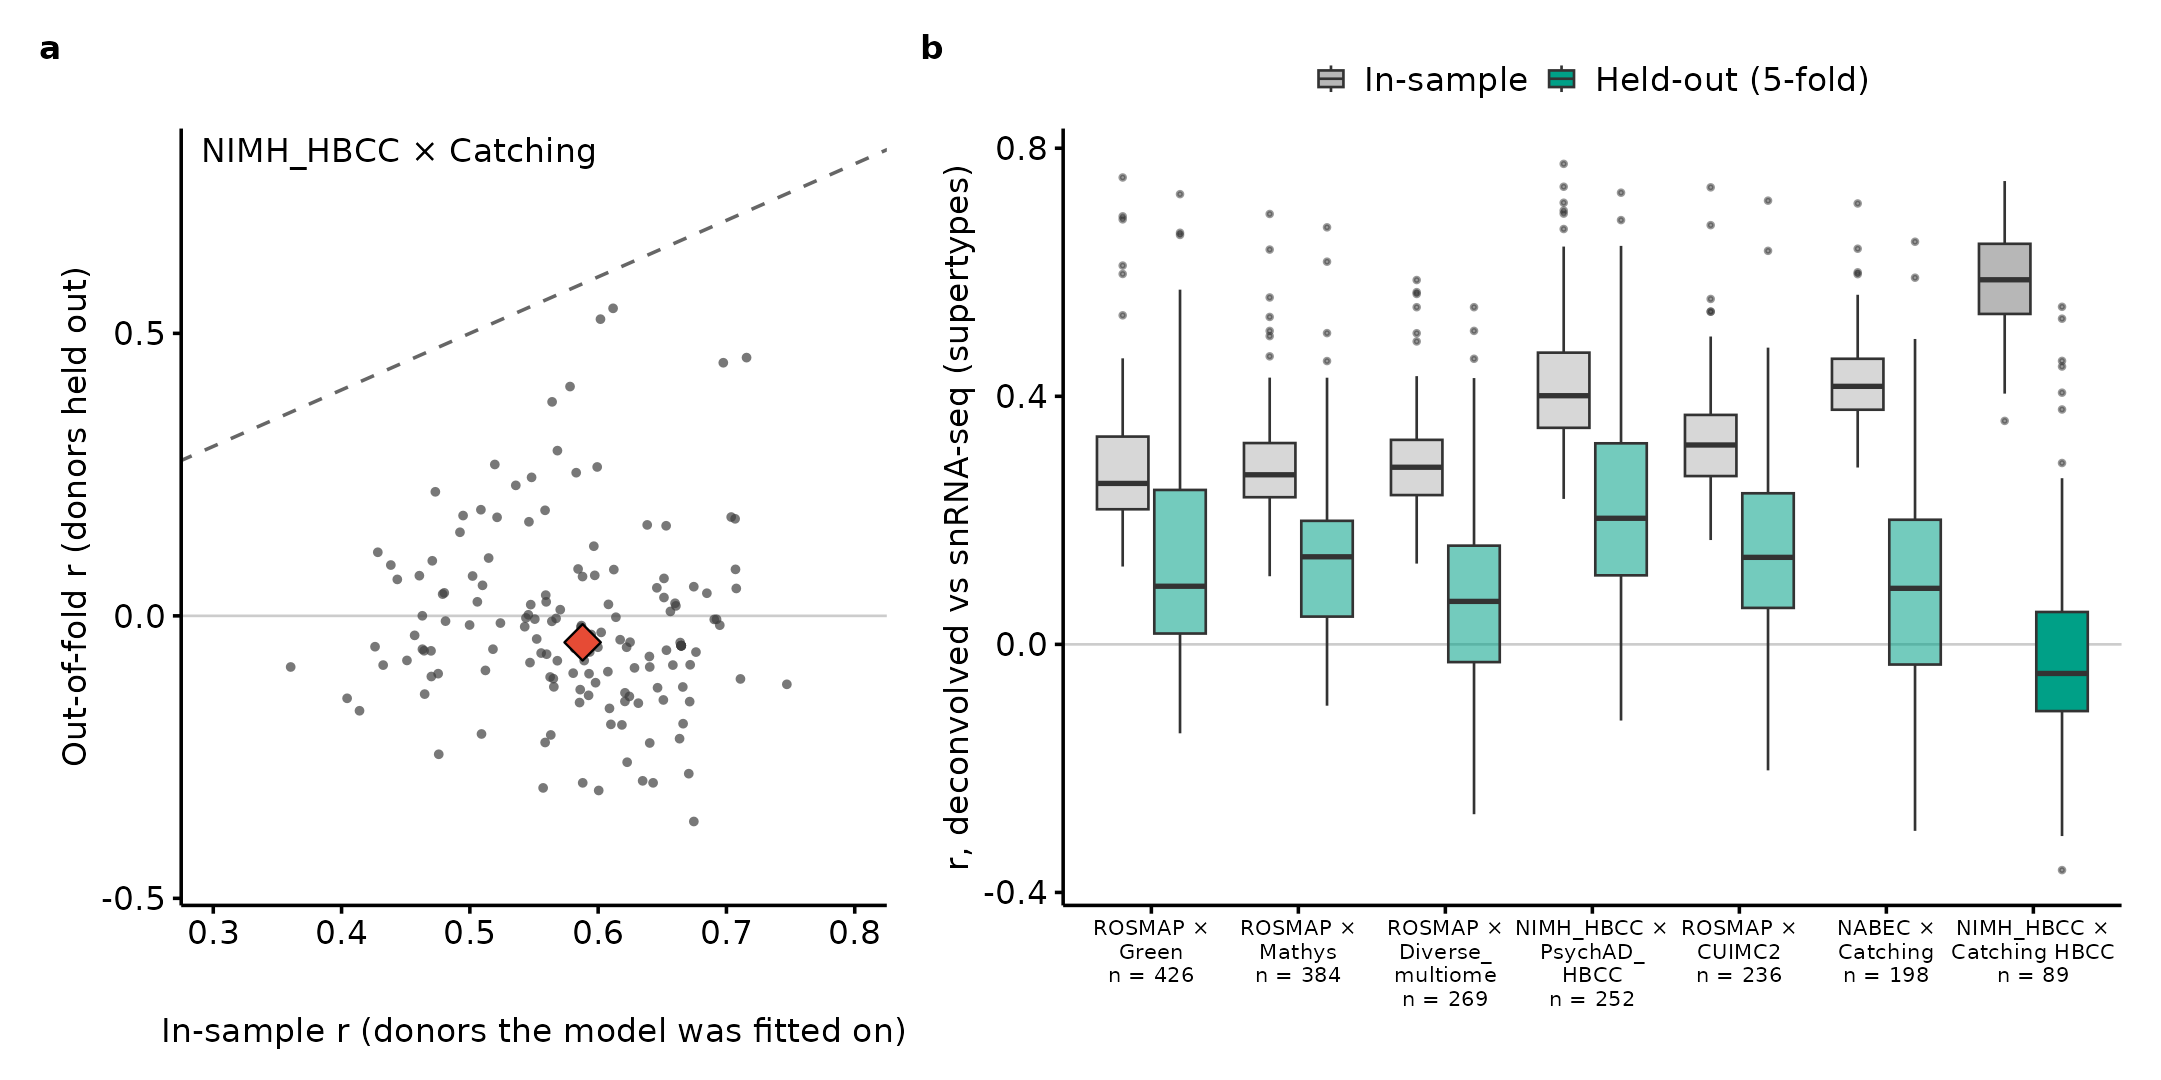 a
NIMH_HBCC × Catching
Out-of-fold r (donors held out)
0.5
0.0
-0.5
0.3 0.4 0.5 0.6 0.7 0.8
In-sample r (donors the model was fitted on)
b
In-sample Held-out (5-fold)
r, deconvolved vs snRNA-seq (supertypes)
0.8
0.4
0.0
-0.4
ROSMAP ×
Green
n = 426
ROSMAP ×
Mathys
n = 384
ROSMAP ×
Diverse_
multiome
n = 269
NIMH_HBCC ×
PsychAD_
HBCC
n = 252
ROSMAP ×
CUIMC2
n = 236
NABEC ×
Catching
n = 198
NIMH_HBCC ×
Catching HBCC
n = 89